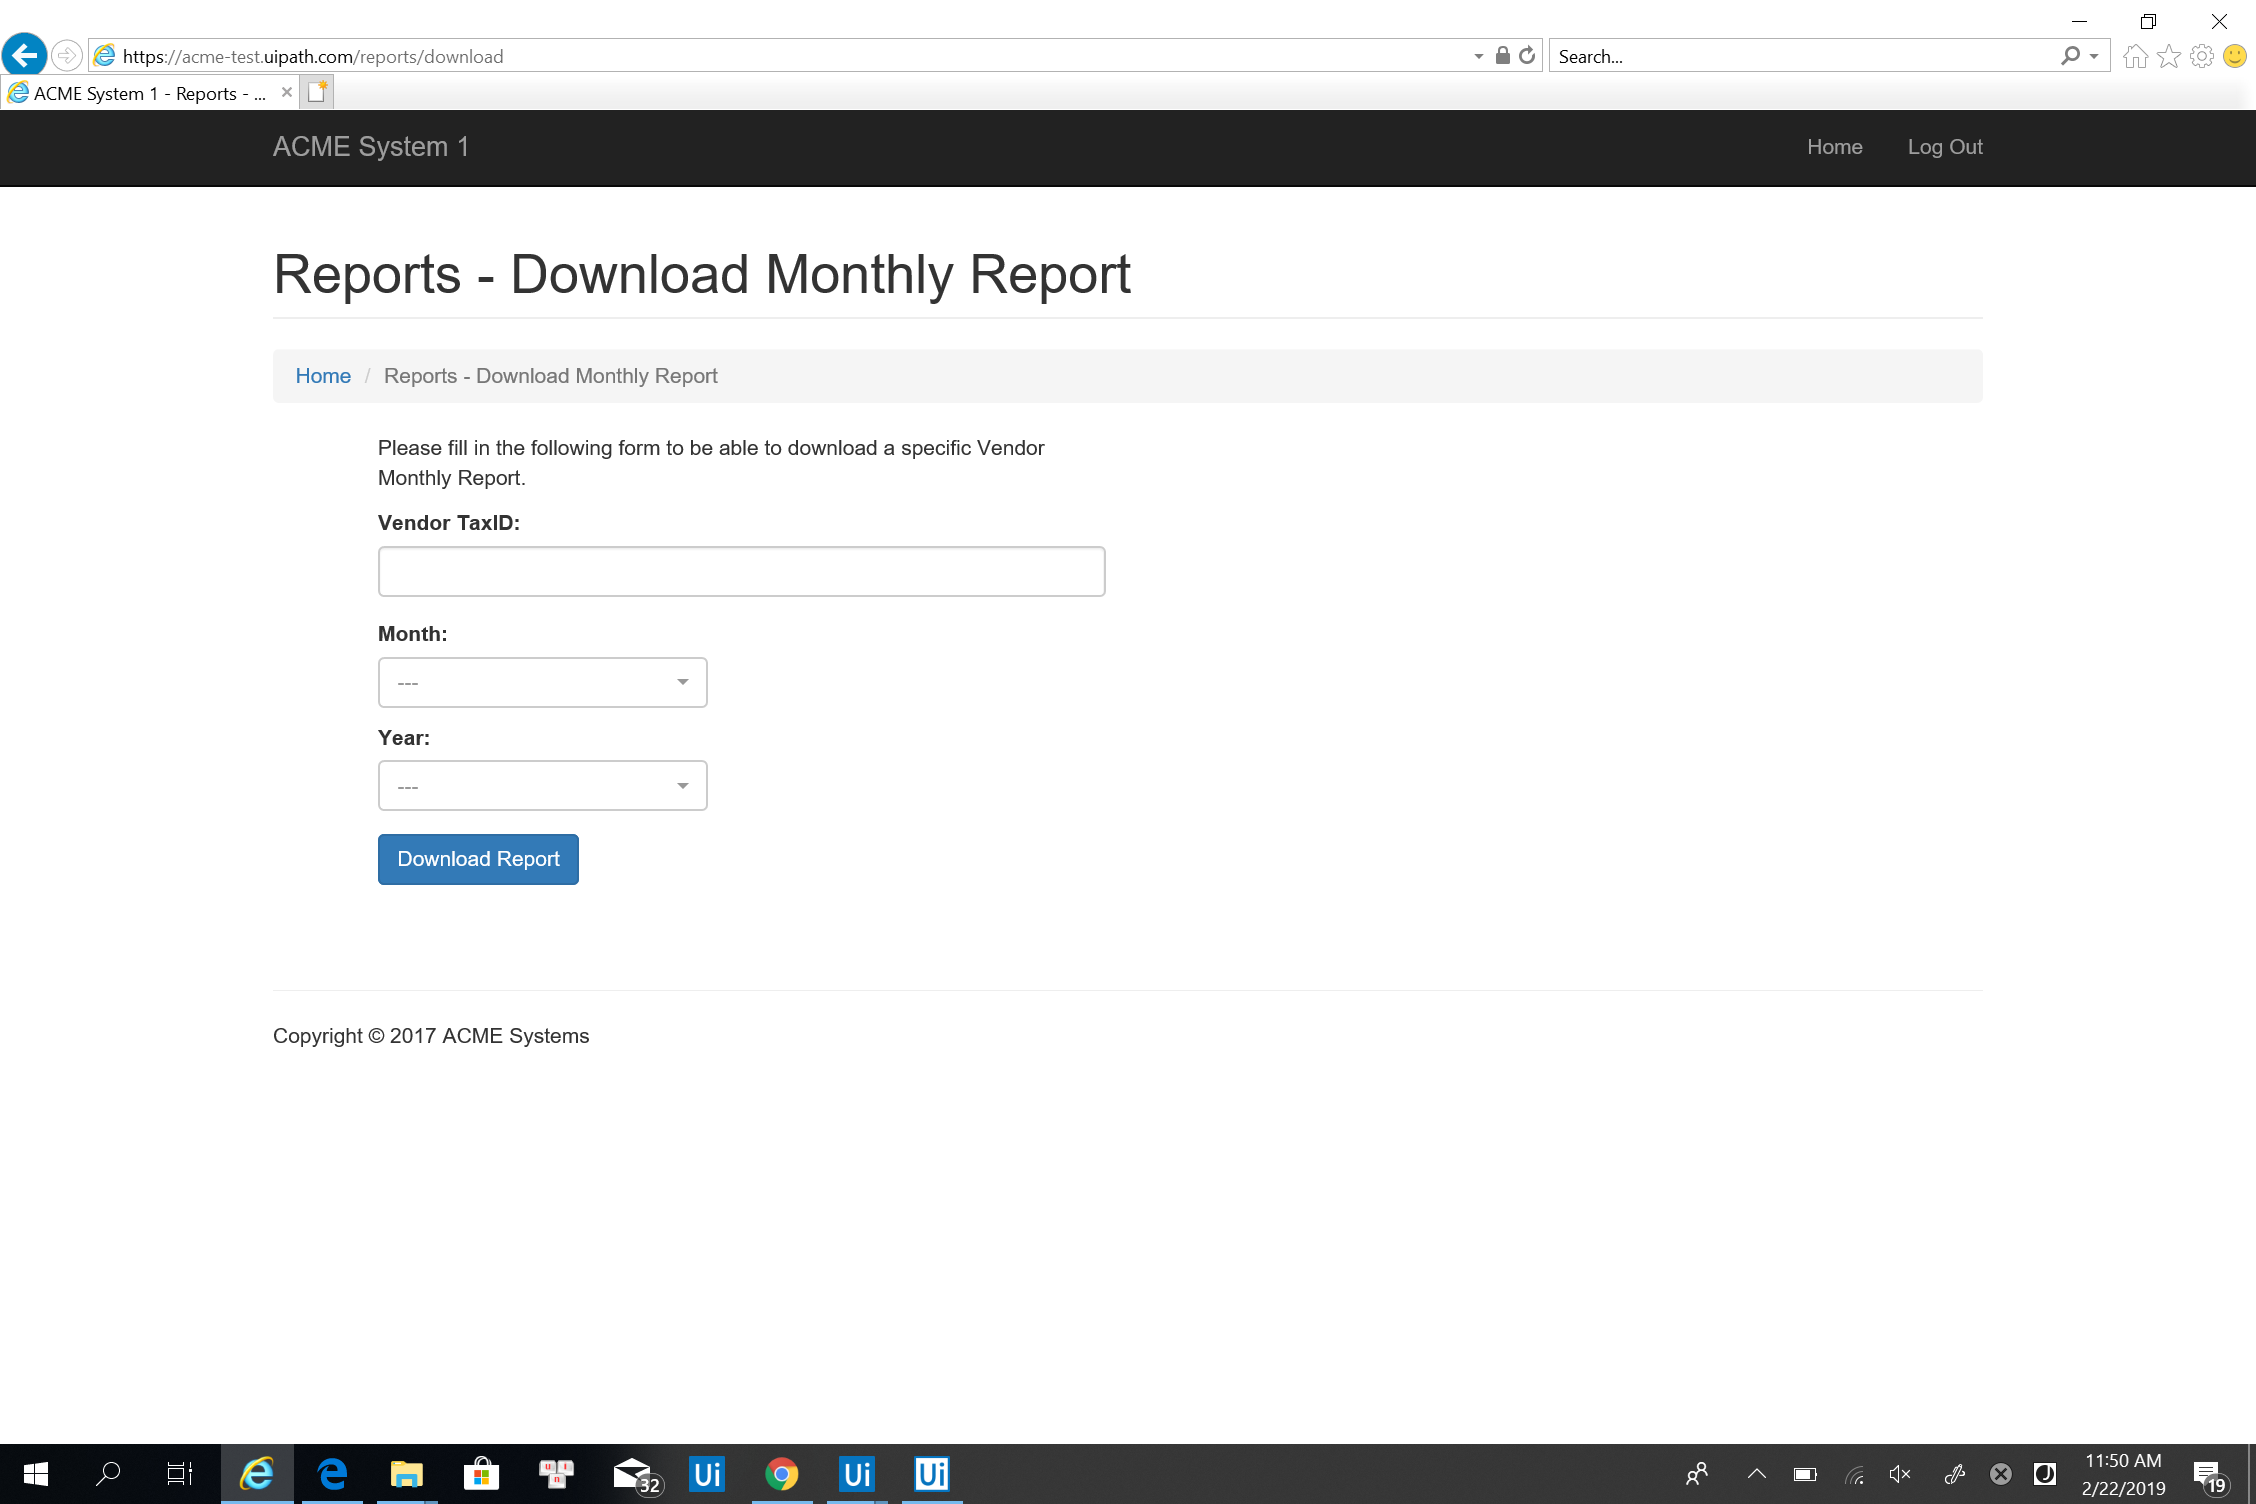 https://acme-test.uipath.com/reports/download
Search...
ACME System 1 - Reports - ...
ACME System 1
Home
Log Out
Reports - Download Monthly Report
Home / Reports - Download Monthly Report
Please fill in the following form to be able to download a specific Vendor
Monthly Report.
Vendor TaxID:
Month:
---
Year:
---
Download Report
Copyright © 2017 ACME Systems
u i
n
32
Ui
Ui
Ui
11:50 AM
2/22/2019
19